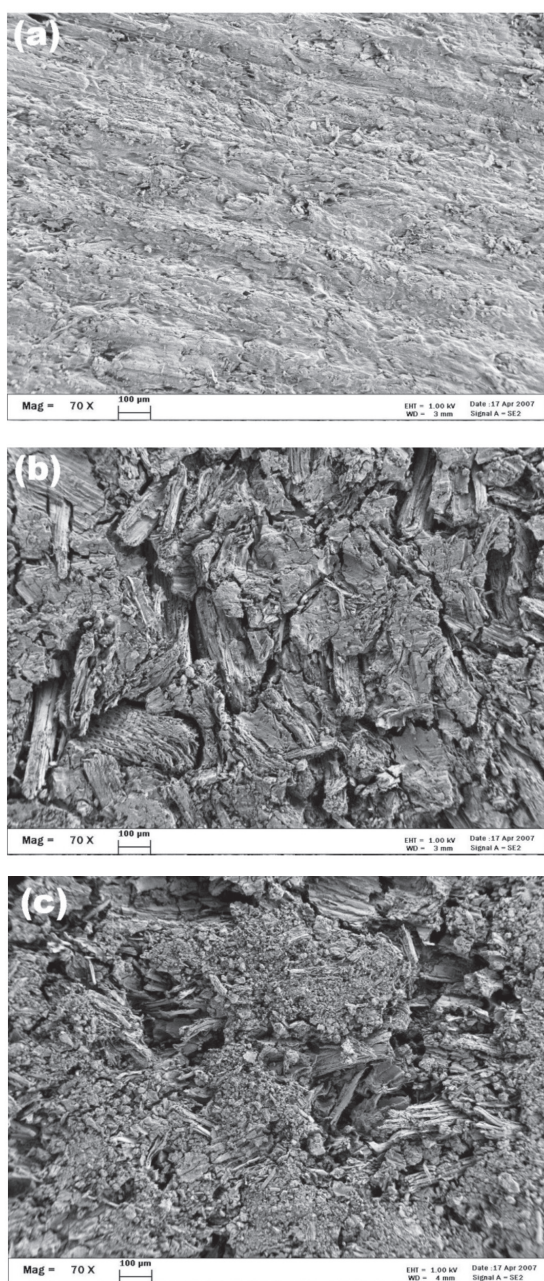 (a)
Mag = 70 X 100 µm EHT = 1.00 kV Date :17 Apr 2007
WD = 3 mm Signal A = SE2
(b)
Mag = 70 X 100 µm EHT = 1.00 kV Date :17 Apr 2007
WD = 3 mm Signal A = SE2
(c)
Mag = 70 X 100 µm EHT = 1.00 kV Date :17 Apr 2007
WD = 4 mm Signal A = SE2